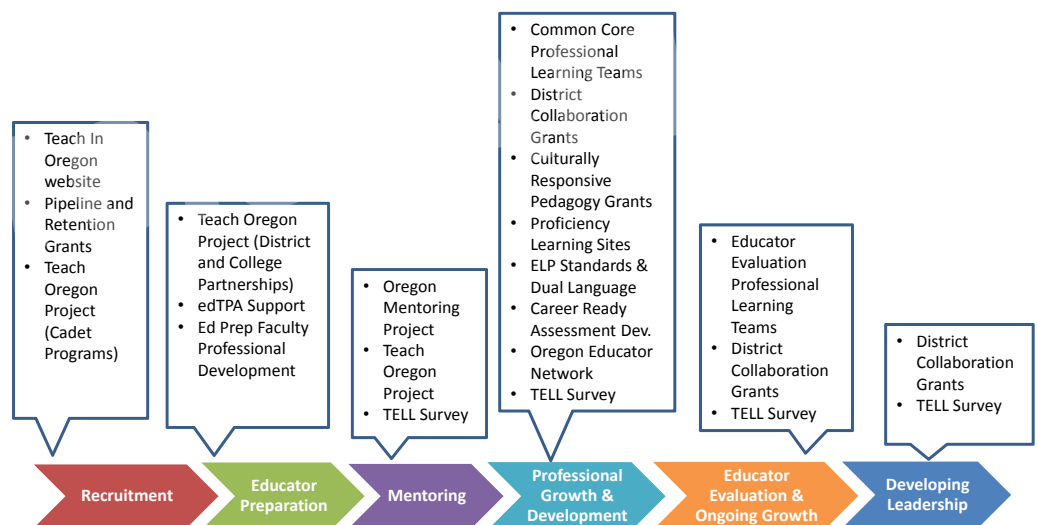 • Teach In
Oregon
website
• Pipeline and
Retention
Grants
• Teach
Oregon
Project
(Cadet
Programs)
• Teach Oregon
Project (District
and College
Partnerships)
• edTPA Support
• Ed Prep Faculty
Professional
Development
• Oregon
Mentoring
Project
• Teach
Oregon
Project
• TELL Survey
• Common Core
Professional
Learning Teams
• District
Collaboration
Grants
• Culturally
Responsive
Pedagogy Grants
• Proficiency
Learning Sites
• ELP Standards &
Dual Language
• Career Ready
Assessment Dev.
• Oregon Educator
Network
• TELL Survey
• Educator
Evaluation
Professional
Learning
Teams
• District
Collaboration
Grants
• TELL Survey
• District
Collaboration
Grants
• TELL Survey
Recruitment
Educator
Preparation
Mentoring
Professional
Growth &
Development
Educator
Evaluation &
Ongoing Growth
Developing
Leadership